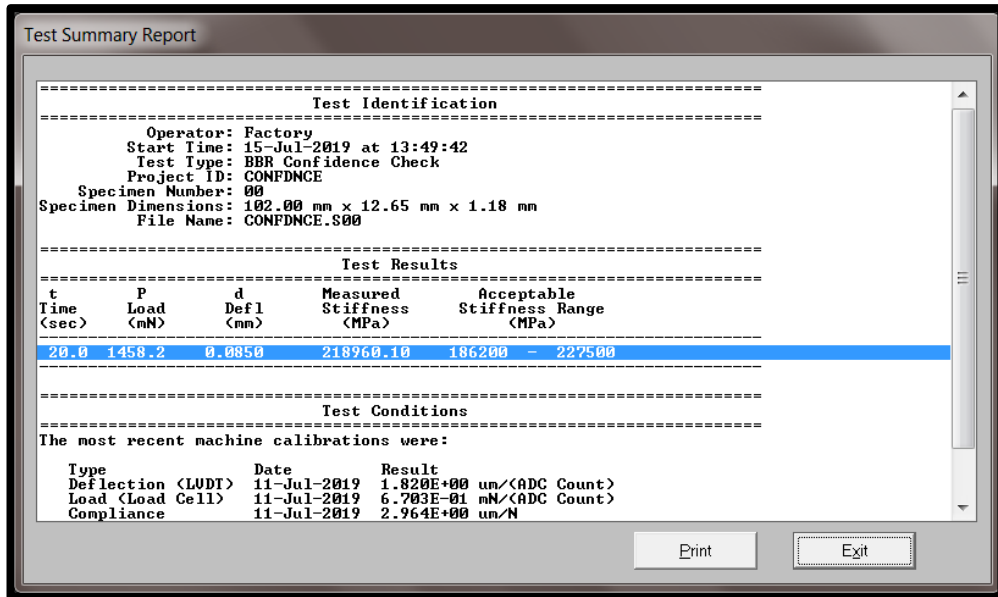 Test Summary Report
==========================================================================
Test Identification
==========================================================================
Operator: Factory
Start Time: 15-Jul-2019 at 13:49:42
Test Type: BBR Confidence Check
Project ID: CONFDNCE
Specimen Number: 00
Specimen Dimensions: 102.00 mm x 12.65 mm x 1.18 mm
File Name: CONFDNCE.S00
==========================================================================
Test Results
==========================================================================
t P d Measured Acceptable
Time Load Defl Stiffness Stiffness Range
(sec) (mN) (mm) (MPa) (MPa)
--------------------------------------------------------------------------
20.0 1458.2 0.0850 218960.10 186200 - 227500
--------------------------------------------------------------------------
==========================================================================
Test Conditions
==========================================================================
The most recent machine calibrations were:
Type Date Result
Deflection (LVDT) 11-Jul-2019 1.820E+00 um/(ADC Count)
Load (Load Cell) 11-Jul-2019 6.703E-01 mN/(ADC Count)
Compliance 11-Jul-2019 2.964E+00 um/N
Print Exit